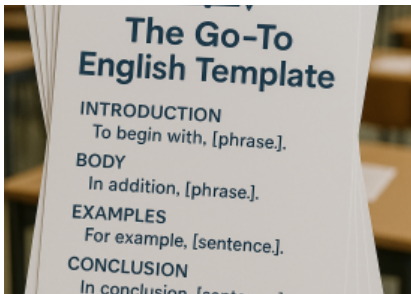 The Go-To
English Template
INTRODUCTION
To begin with, [phrase.].
BODY
In addition, [phrase.].
EXAMPLES
For example, [sentence.].
CONCLUSION
In conclusion,